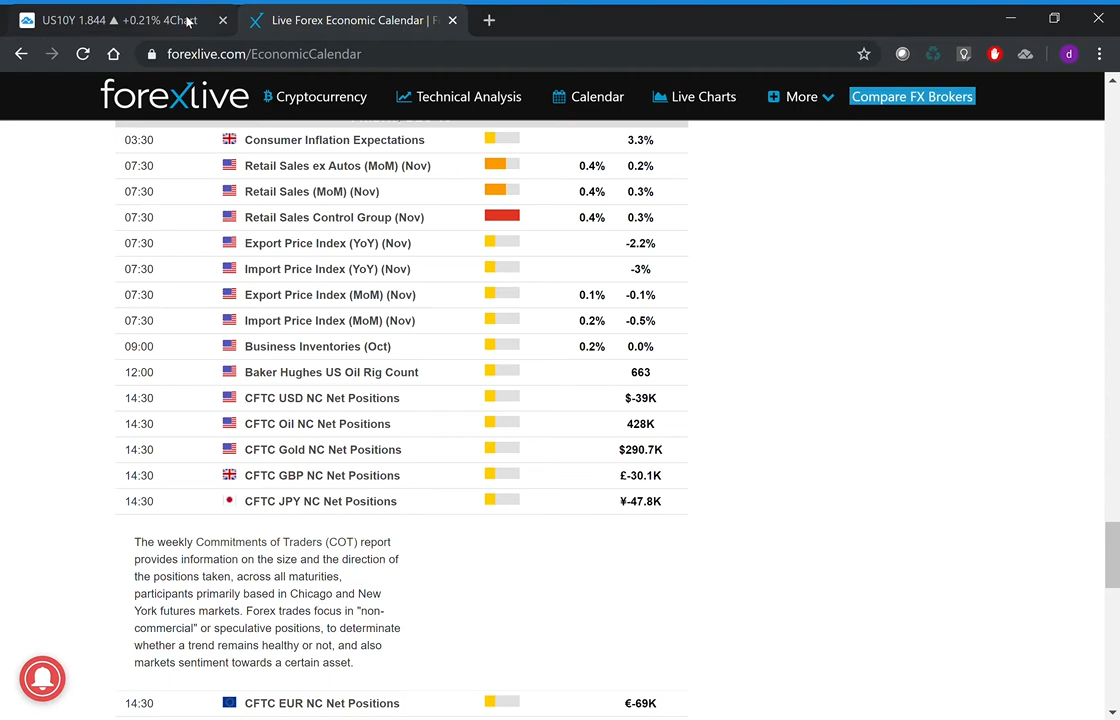 US10Y 1.844 ▲ +0.21% 4Chart
Live Forex Economic Calendar | F
forexlive.com/EconomicCalendar
d
forexlive
Cryptocurrency
Technical Analysis
Calendar
Live Charts
More
Compare FX Brokers
03:30 Consumer Inflation Expectations 3.3%
07:30 Retail Sales ex Autos (MoM) (Nov) 0.4% 0.2%
07:30 Retail Sales (MoM) (Nov) 0.4% 0.3%
07:30 Retail Sales Control Group (Nov) 0.4% 0.3%
07:30 Export Price Index (YoY) (Nov) -2.2%
07:30 Import Price Index (YoY) (Nov) -3%
07:30 Export Price Index (MoM) (Nov) 0.1% -0.1%
07:30 Import Price Index (MoM) (Nov) 0.2% -0.5%
09:00 Business Inventories (Oct) 0.2% 0.0%
12:00 Baker Hughes US Oil Rig Count 663
14:30 CFTC USD NC Net Positions $-39K
14:30 CFTC Oil NC Net Positions 428K
14:30 CFTC Gold NC Net Positions $290.7K
14:30 CFTC GBP NC Net Positions £-30.1K
14:30 CFTC JPY NC Net Positions ¥-47.8K
The weekly Commitments of Traders (COT) report
provides information on the size and the direction of
the positions taken, across all maturities,
participants primarily based in Chicago and New
York futures markets. Forex trades focus in "non-
commercial" or speculative positions, to determine
whether a trend remains healthy or not, and also
markets sentiment towards a certain asset.
14:30 CFTC EUR NC Net Positions €-69K